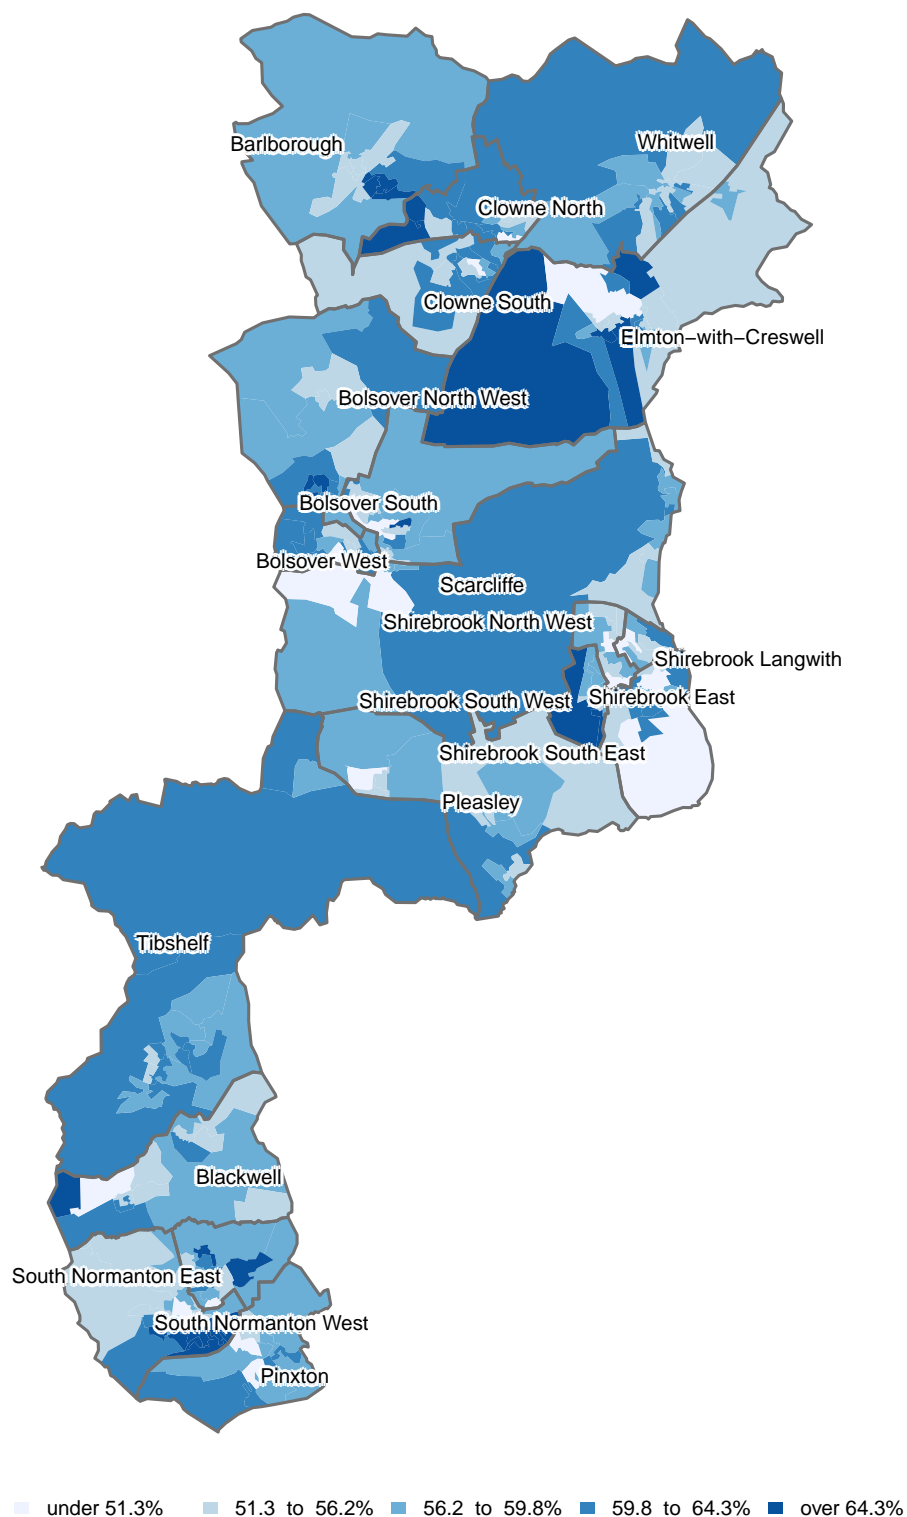 Barlborough
Whitwell
Clowne North
Clowne South
Elmton−with−Creswell
Bolsover North West
Bolsover South
Bolsover West
Scarcliffe
Shirebrook North West
Shirebrook Langwith
Shirebrook South West
Shirebrook East
Shirebrook South East
Pleasley
Tibshelf
Blackwell
South Normanton East
South Normanton West
Pinxton
under 51.3% 51.3 to 56.2% 56.2 to 59.8% 59.8 to 64.3% over 64.3%